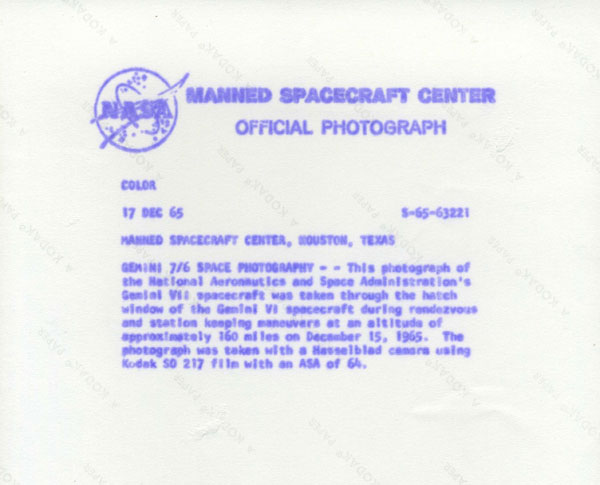 NASA
MANNED SPACECRAFT CENTER
OFFICIAL PHOTOGRAPH
COLOR
17 DEC 65 S-65-63221
MANNED SPACECRAFT CENTER, HOUSTON, TEXAS
GEMINI 7/6 SPACE PHOTOGRAPHY - - This photograph of
the National Aeronautics and Space Administration's
Gemini VII spacecraft was taken through the hatch
window of the Gemini VI spacecraft during rendezvous
and station keeping maneuvers at an altitude of
approximately 160 miles on December 15, 1965. The
photograph was taken with a Hasselblad camera using
Kodak SO 217 film with an ASA of 64.
A KODAK® PAPER